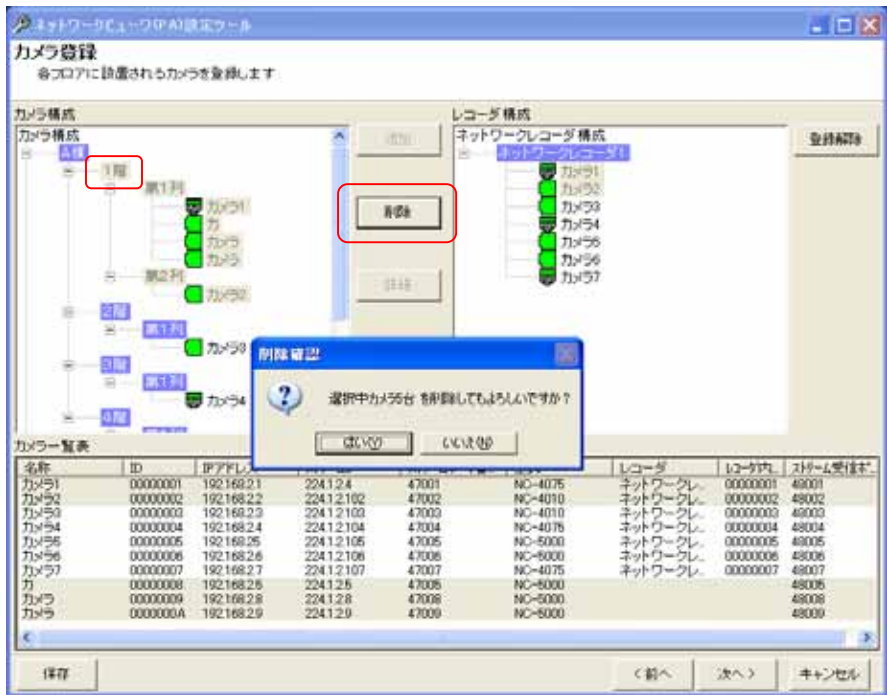 ネットワークビューワ(PA)設定ツール
カメラ登録
各フロアに設置されるカメラを登録します
カメラ構成
カメラ構成
A棟
1階
第1列
カメラ1
カ
カメラ
カメラ
第2列
カメラ2
2階
第1列
カメラ3
3階
第1列
カメラ4
4階
追加
削除
詳細
レコーダ構成
ネットワークレコーダ構成
ネットワークレコーダ1
カメラ1
カメラ2
カメラ3
カメラ4
カメラ5
カメラ6
カメラ7
登録解除
削除確認
選択中カメラ5台 を削除してもよろしいですか?
はい(Y)
いいえ(N)
カメラ一覧表
名称 ID IPアドレス レコーダ レコーダ内.. ストリーム受信ポ..
カメラ1 00000001 192.168.2.1 224.1.2.4 47001 NC-4075 ネットワークレ.. 00000001 48001
カメラ2 00000002 192.168.2.2 224.1.2.102 47002 NC-4010 ネットワークレ.. 00000002 48002
カメラ3 00000003 192.168.2.3 224.1.2.103 47003 NC-4010 ネットワークレ.. 00000003 48003
カメラ4 00000004 192.168.2.4 224.1.2.104 47004 NC-4075 ネットワークレ.. 00000004 48004
カメラ5 00000005 192.168.2.5 224.1.2.105 47005 NC-5000 ネットワークレ.. 00000005 48005
カメラ6 00000006 192.168.2.6 224.1.2.106 47006 NC-5000 ネットワークレ.. 00000006 48006
カメラ7 00000007 192.168.2.7 224.1.2.107 47007 NC-4075 ネットワークレ.. 00000007 48007
カ 00000008 192.168.2.5 224.1.2.5 47005 NC-5000 48005
カメラ 00000009 192.168.2.8 224.1.2.8 47008 NC-5000 48008
カメラ 0000000A 192.168.2.9 224.1.2.9 47009 NC-5000 48009
保存
<前へ
次へ>
キャンセル